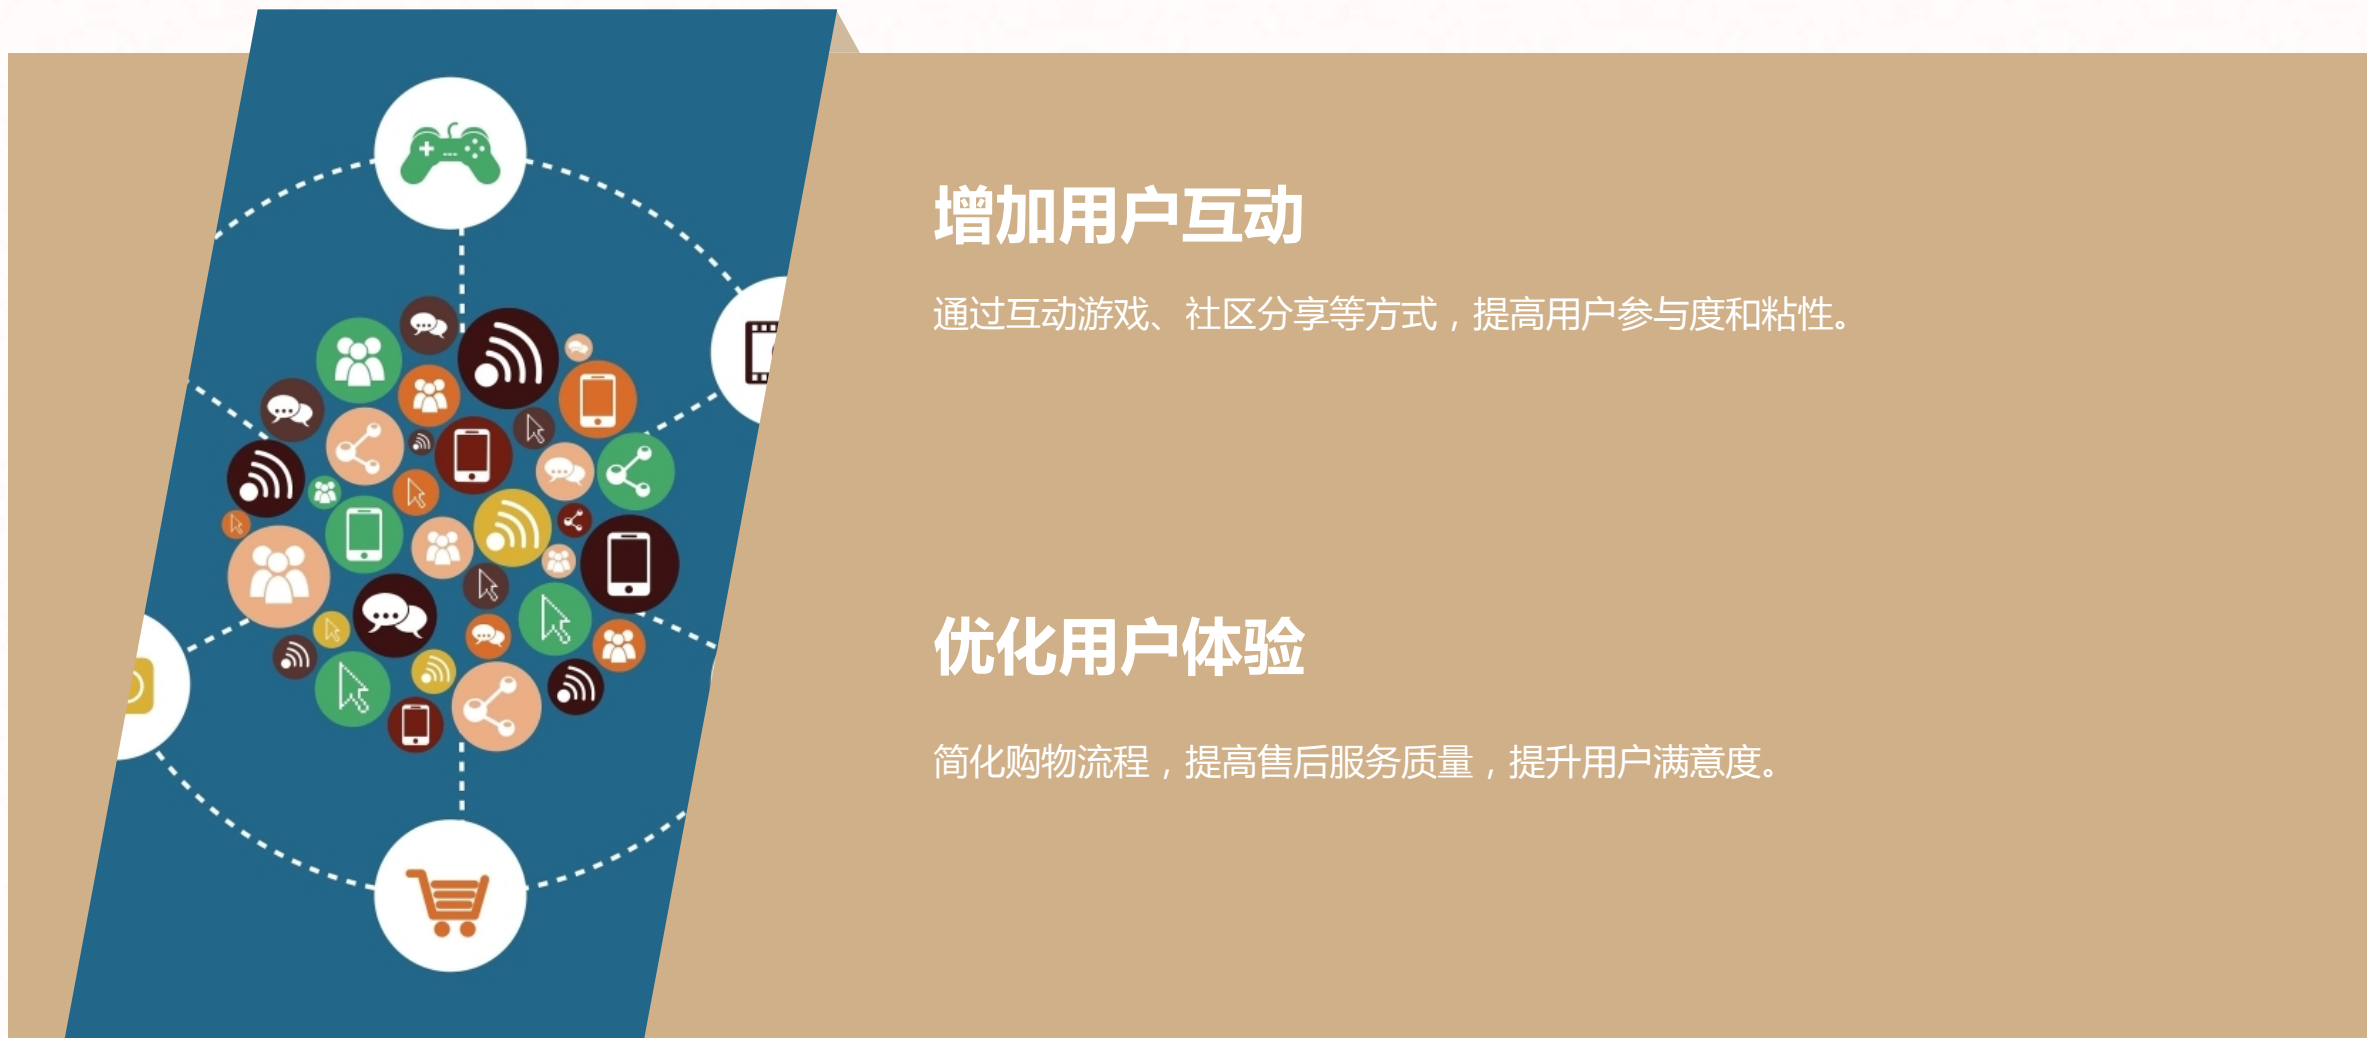 增加用户互动
通过互动游戏、社区分享等方式，提高用户参与度和粘性。
优化用户体验
简化购物流程，提高售后服务质量，提升用户满意度。